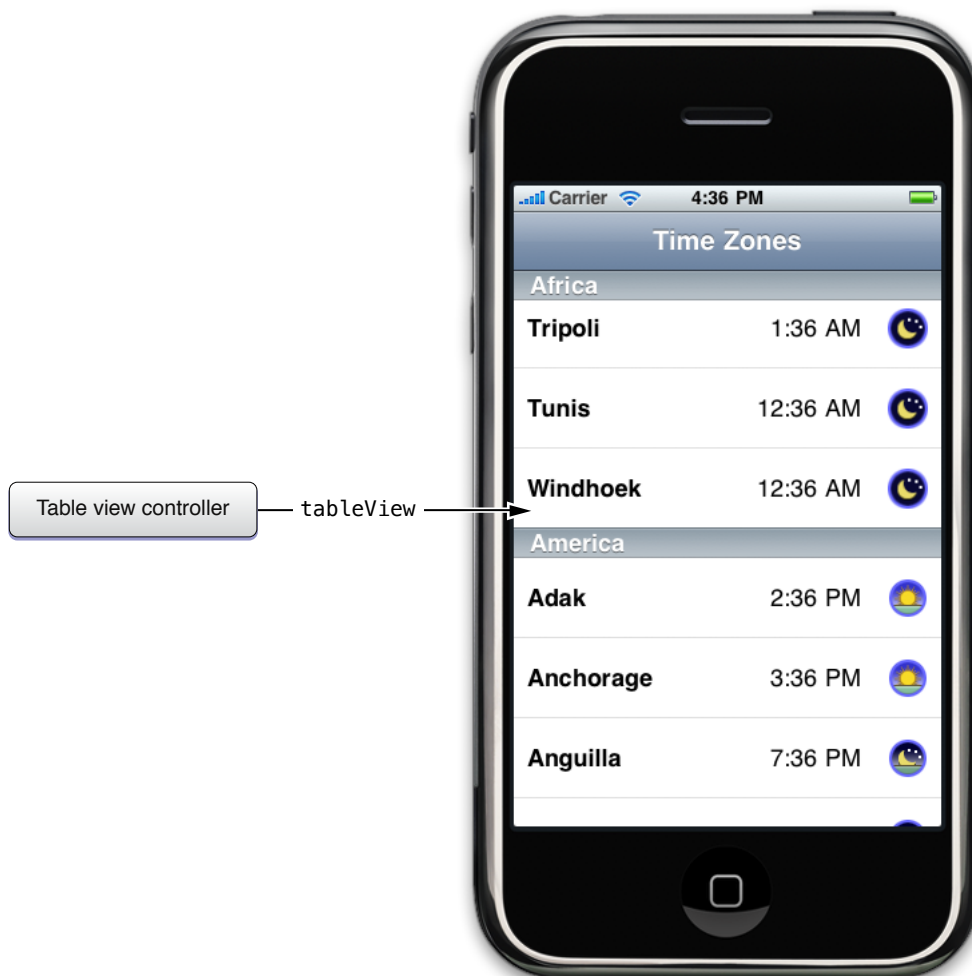 Carrier 4:36 PM
Time Zones
Africa
Tripoli 1:36 AM
Tunis 12:36 AM
Windhoek 12:36 AM
Table view controller tableView
America
Adak 2:36 PM
Anchorage 3:36 PM
Anguilla 7:36 PM